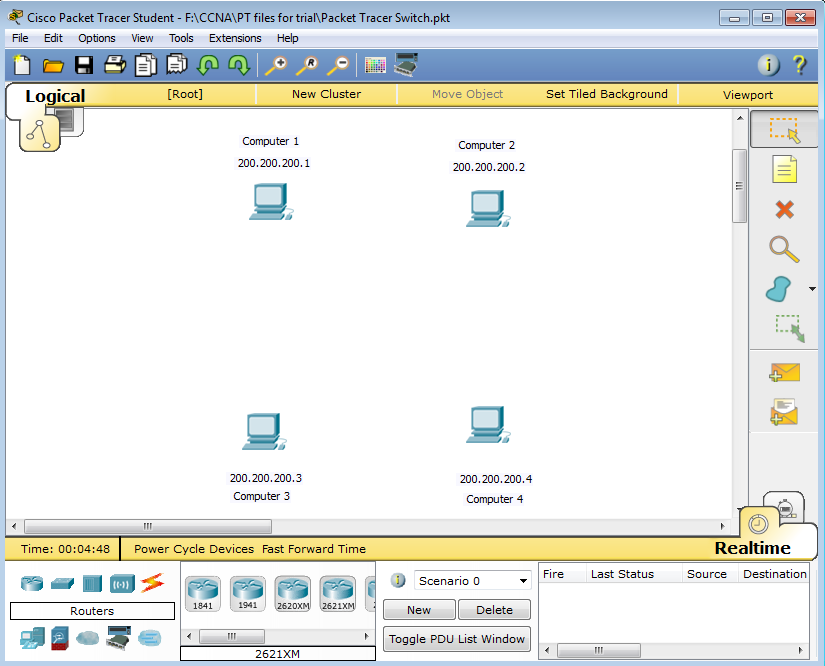 Cisco Packet Tracer Student - F:\CCNA\PT files for trial\Packet Tracer Switch.pkt
File Edit Options View Tools Extensions Help
Logical [Root] New Cluster Move Object Set Tiled Background Viewport
Computer 1
200.200.200.1
Computer 2
200.200.200.2
200.200.200.3
Computer 3
200.200.200.4
Computer 4
Time: 00:04:48 Power Cycle Devices Fast Forward Time Realtime
Routers
1841 1941 2620XM 2621XM
2621XM
Scenario 0
New Delete
Toggle PDU List Window
Fire Last Status Source Destination